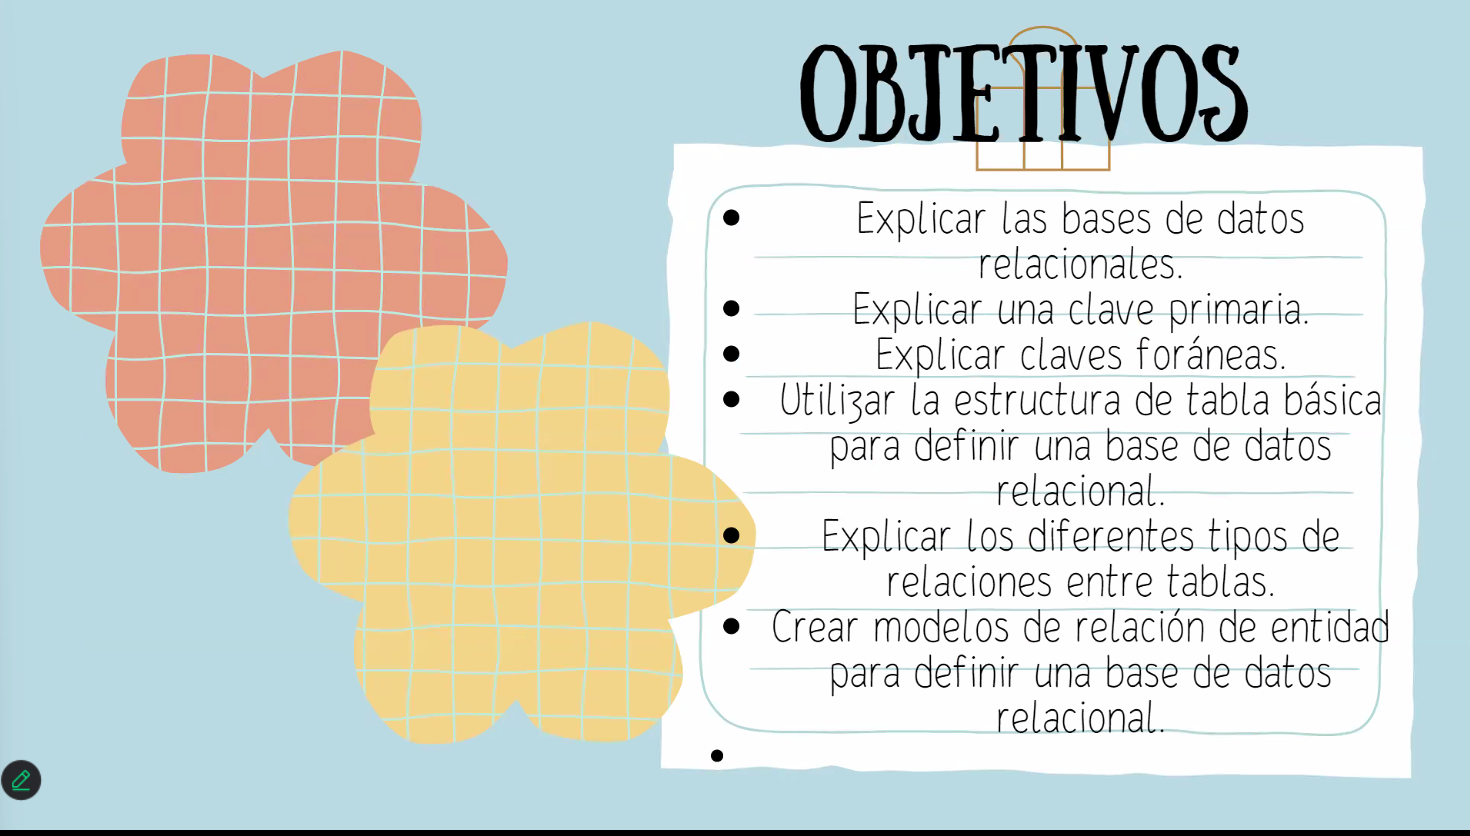 OBJETIVOS
• Explicar las bases de datos
relacionales.
• Explicar una clave primaria.
• Explicar claves foráneas.
• Utilizar la estructura de tabla básica
para definir una base de datos
relacional.
• Explicar los diferentes tipos de
relaciones entre tablas.
• Crear modelos de relación de entidad
para definir una base de datos
relacional.
•